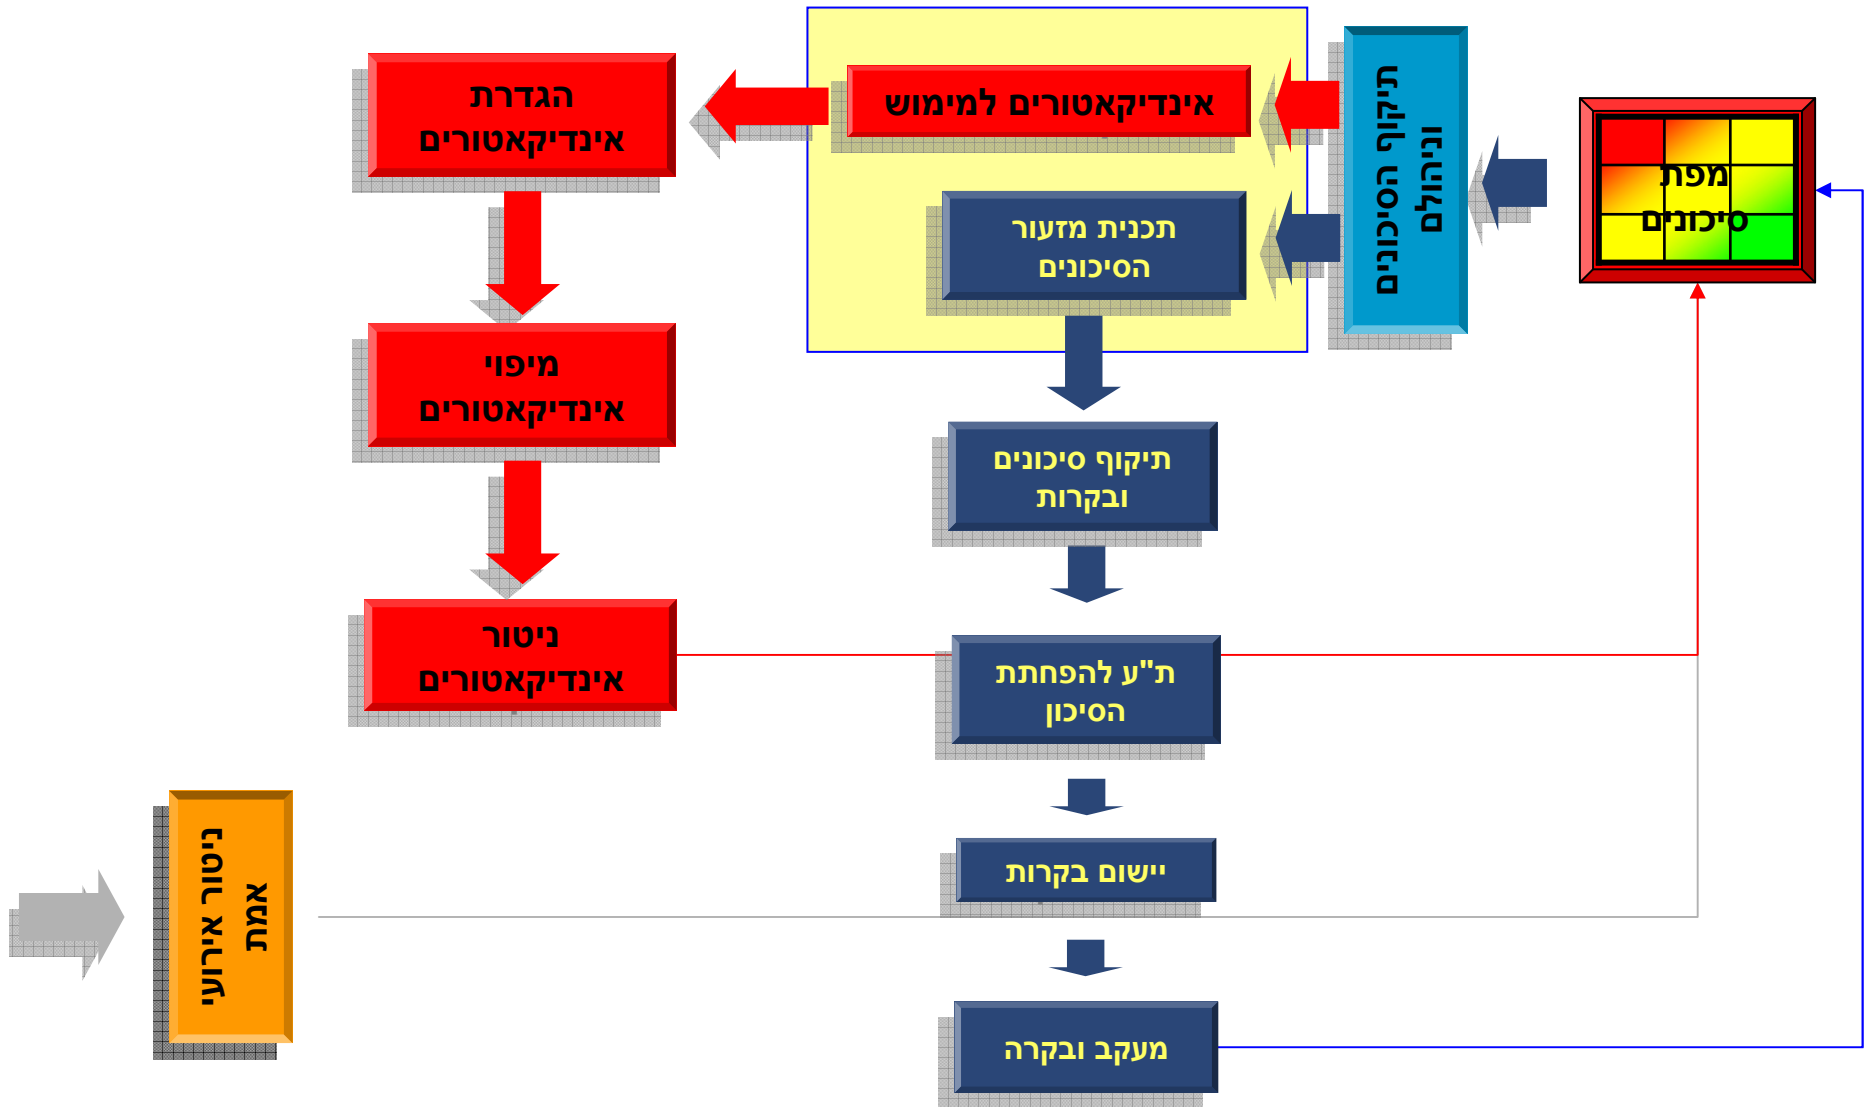 מפת
סיכונים
תיקוף הסיכונים
וניהולם
אינדיקאטורים למימוש
תכנית מזעור
הסיכונים
הגדרת
אינדיקאטורים
מיפוי
אינדיקאטורים
ניטור
אינדיקאטורים
תיקוף סיכונים
ובקרות
ת"ע להפחתת
הסיכון
יישום בקרות
מעקב ובקרה
ניטור אירועי
אמת